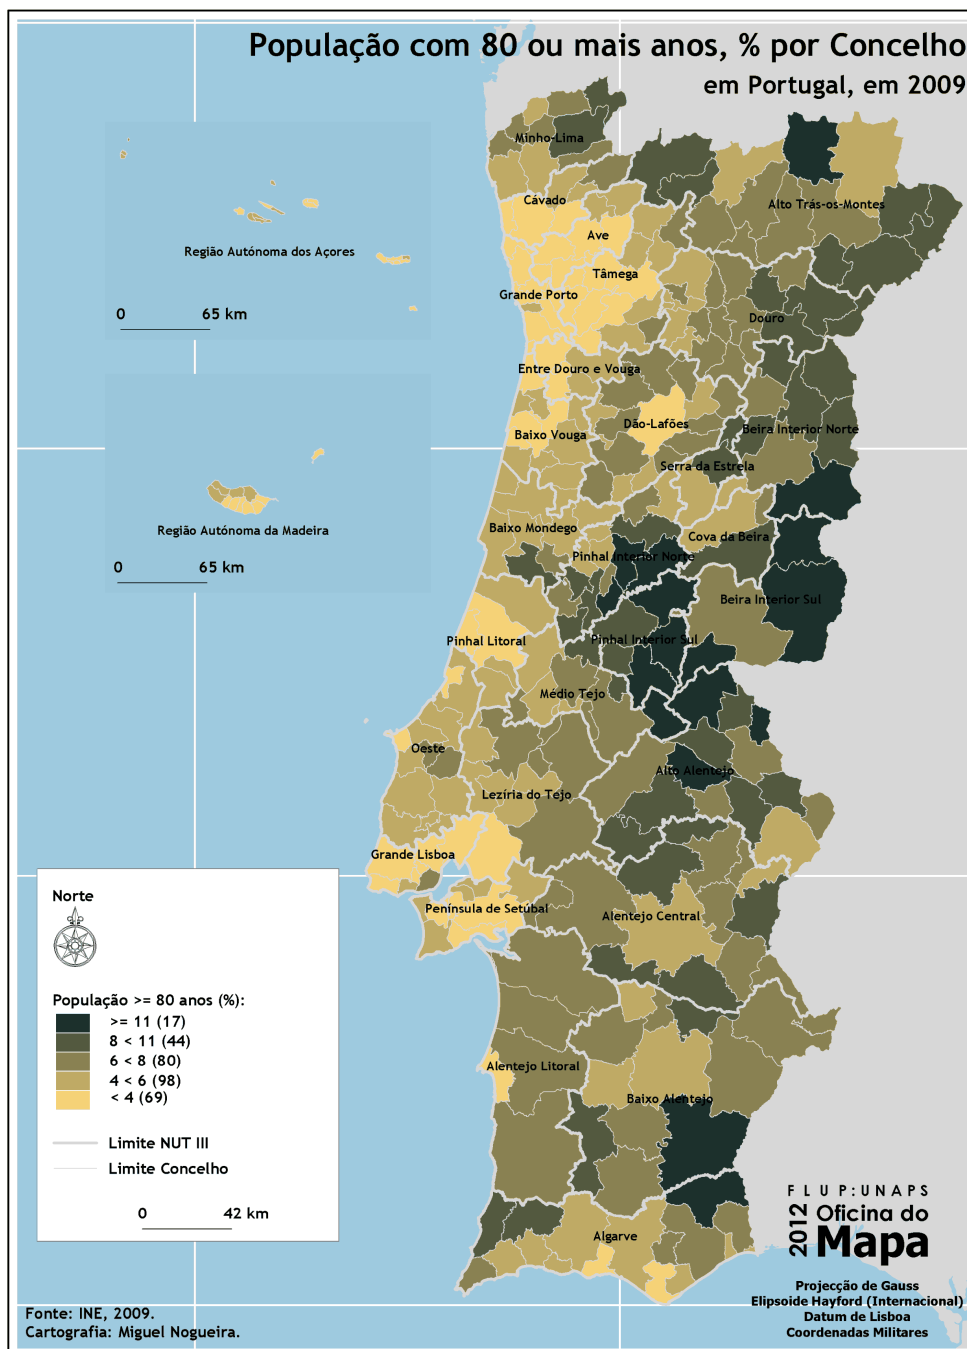 População com 80 ou mais anos, % por Concelho
em Portugal, em 2009
Minho-Lima
Alto Trás-os-Montes
Cávado
Ave
Região Autónoma dos Açores
Tâmega
Grande Porto
0 65 km
Douro
Entre Douro e Vouga
Dão-Lafões
Beira Interior Norte
Baixo Vouga
Serra da Estrela
Região Autónoma da Madeira
Baixo Mondego
Cova da Beira
Pinhal Interior Norte
0 65 km
Beira Interior Sul
Pinhal Litoral
Pinhal Interior Sul
Médio Tejo
Oeste
Alto Alentejo
Lezíria do Tejo
Grande Lisboa
Península de Setúbal
Alentejo Central
Norte
População >= 80 anos (%):
>= 11 (17)
8 < 11 (44)
6 < 8 (80)
4 < 6 (98)
< 4 (69)
Limite NUT III
Limite Concelho
0 42 km
Alentejo Litoral
Baixo Alentejo
Algarve
FLUP:UNAPS
2012
Oficina do
Mapa
Projecção de Gauss
Elipsoide Hayford (Internacional)
Datum de Lisboa
Coordenadas Militares
Fonte: INE, 2009.
Cartografia: Miguel Nogueira.